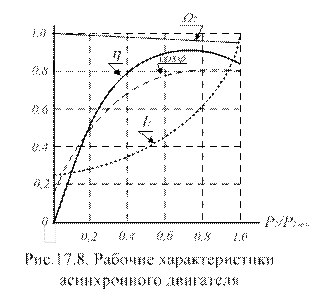 1.0
η
cosφ
0,8
0,6
I₁
0,4
0,2
0
0,2
0.4
0.6
0,8
1.0
Рис.17.8. Рабочие характеристики
асинхронного двигателя